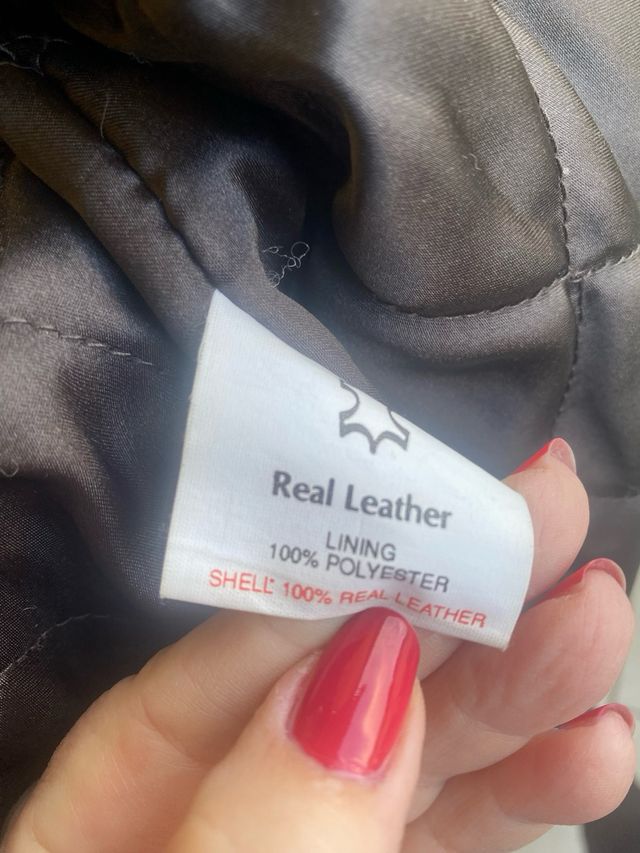 Real Leather
LINING
100% POLYESTER
SHELL 100% REAL LEATHER